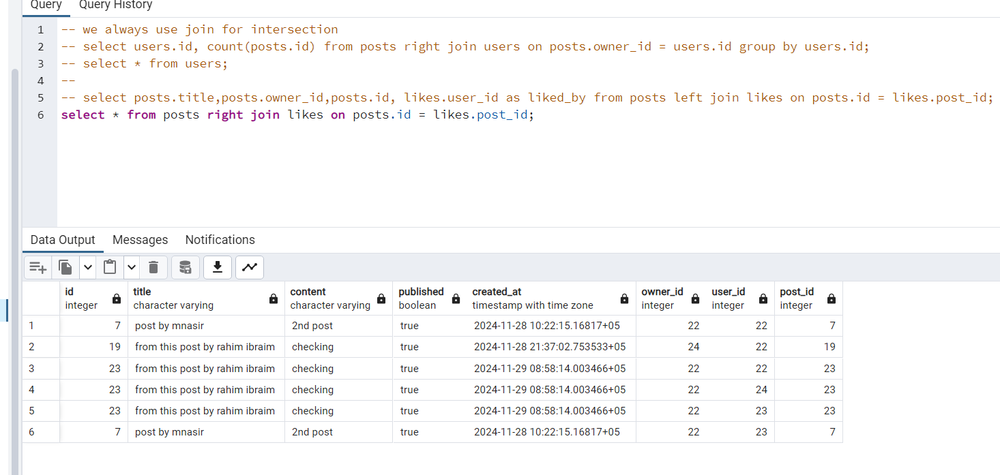 Query Query History
1 -- we always use join for intersection
2 -- select users.id, count(posts.id) from posts right join users on posts.owner_id = users.id group by users.id;
3 -- select * from users;
4 --
5 -- select posts.title,posts.owner_id,posts.id, likes.user_id as liked_by from posts left join likes on posts.id = likes.post_id;
6 select * from posts right join likes on posts.id = likes.post_id;
Data Output Messages Notifications
id title content published created_at owner_id user_id post_id
integer character varying character varying boolean timestamp with time zone integer integer integer
1 7 post by mnasir 2nd post true 2024-11-28 10:22:15.16817+05 22 22 7
2 19 from this post by rahim ibraim checking true 2024-11-28 21:37:02.753533+05 24 22 19
3 23 from this post by rahim ibraim checking true 2024-11-29 08:58:14.003466+05 22 22 23
4 23 from this post by rahim ibraim checking true 2024-11-29 08:58:14.003466+05 22 24 23
5 23 from this post by rahim ibraim checking true 2024-11-29 08:58:14.003466+05 22 23 23
6 7 post by mnasir 2nd post true 2024-11-28 10:22:15.16817+05 22 23 7